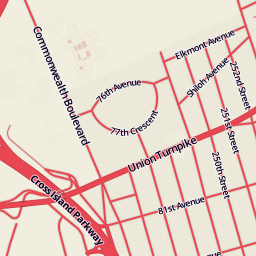 Elkmont Avenue
Commonwealth Boulevard
76th Avenue
Shiloh Avenue
252nd Street
77th Crescent
251st Street
Union Turnpike
250th Street
Cross Island Parkway
81st Avenue